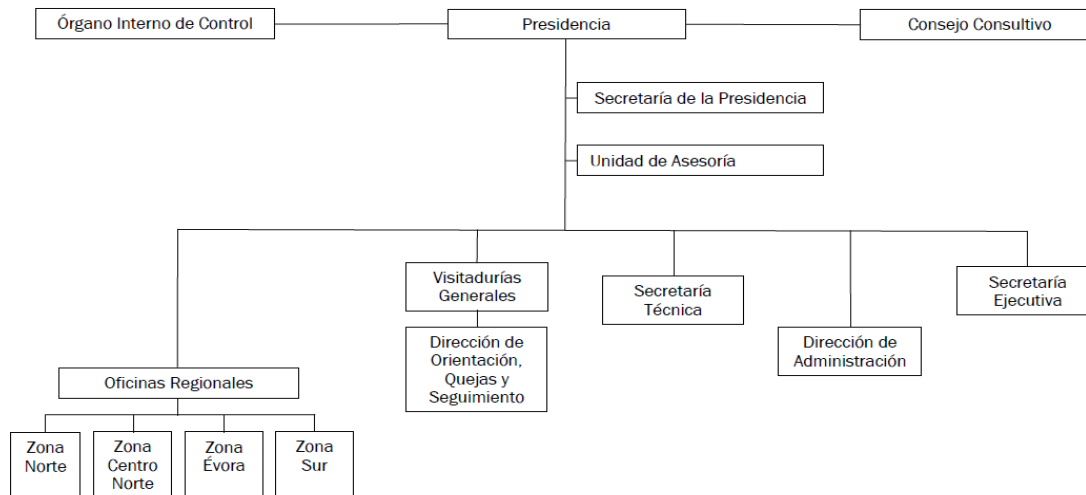 Órgano Interno de Control
Presidencia
Consejo Consultivo
Secretaría de la Presidencia
Unidad de Asesoría
Visitadurías
Generales
Secretaría
Técnica
Secretaría
Ejecutiva
Dirección de
Orientación,
Quejas y
Seguimiento
Dirección de
Administración
Oficinas Regionales
Zona
Norte
Zona
Centro
Norte
Zona
Évora
Zona
Sur